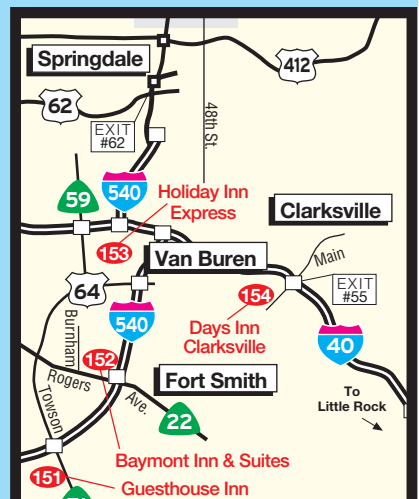 Springdale
412
62
EXIT
#62
48th St.
540
59
Holiday Inn
Express
Clarksville
153
Van Buren
Main
EXIT
#55
64
154
540
Burnham
Days Inn
Clarksville
40
152
Rogers
Ave.
Fort Smith
To
Little Rock
Towson
22
Baymont Inn & Suites
151
Guesthouse Inn